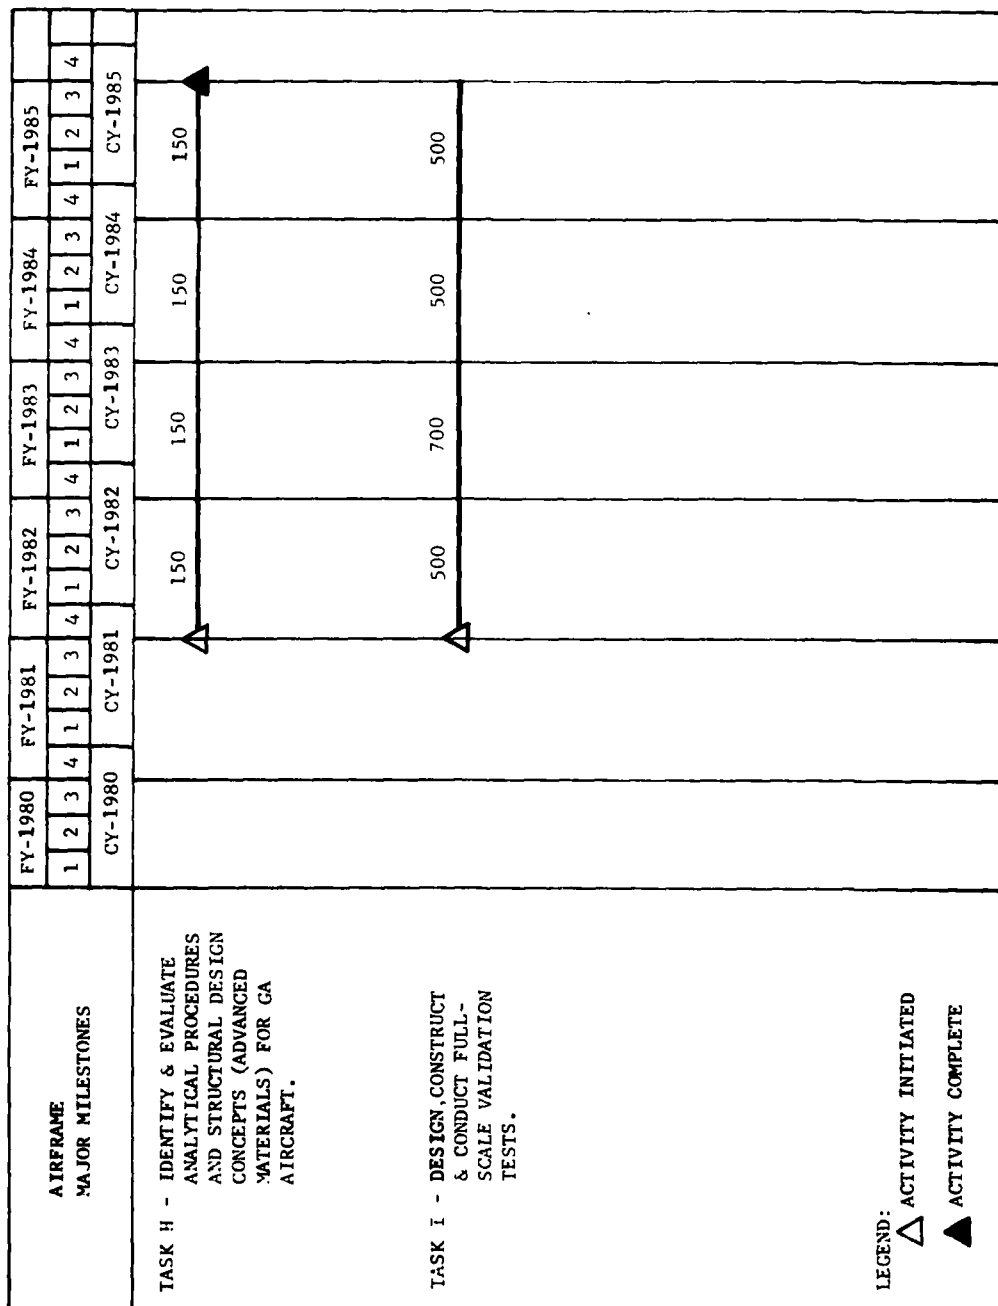 AIRFRAME
MAJOR MILESTONES
FY-1980 FY-1981 FY-1982 FY-1983 FY-1984 FY-1985
1 2 3 4 1 2 3 4 1 2 3 4 1 2 3 4 1 2 3 4 1 2 3 4
CY-1980 CY-1981 CY-1982 CY-1983 CY-1984 CY-1985
TASK H - IDENTIFY & EVALUATE
ANALYTICAL PROCEDURES
AND STRUCTURAL DESIGN
CONCEPTS (ADVANCED
MATERIALS) FOR GA
AIRCRAFT.
150 150 150 150
TASK I - DESIGN,CONSTRUCT
& CONDUCT FULL-
SCALE VALIDATION
TESTS.
500 700 500 500
LEGEND:
ACTIVITY INITIATED
ACTIVITY COMPLETE